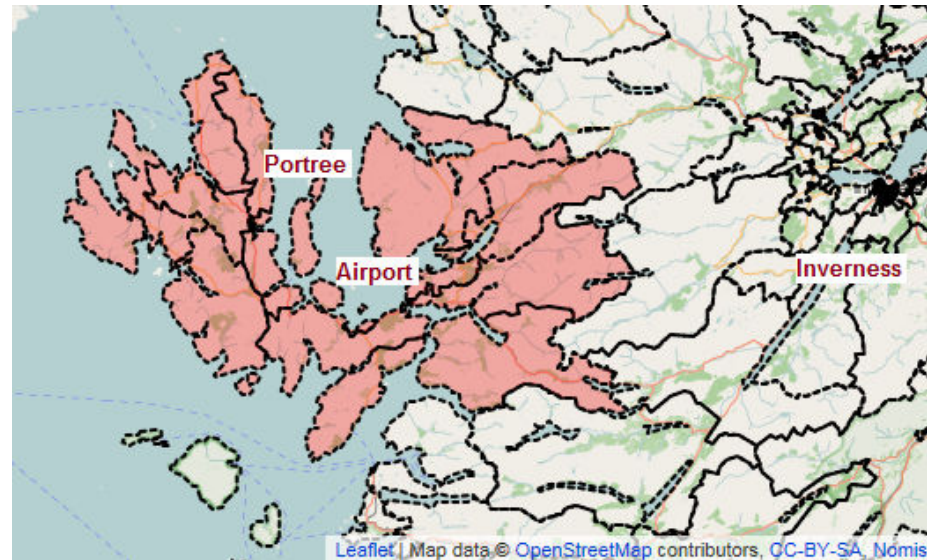 Portree
Airport
Inverness
Leaflet | Map data © OpenStreetMap contributors, CC-BY-SA, Nomis